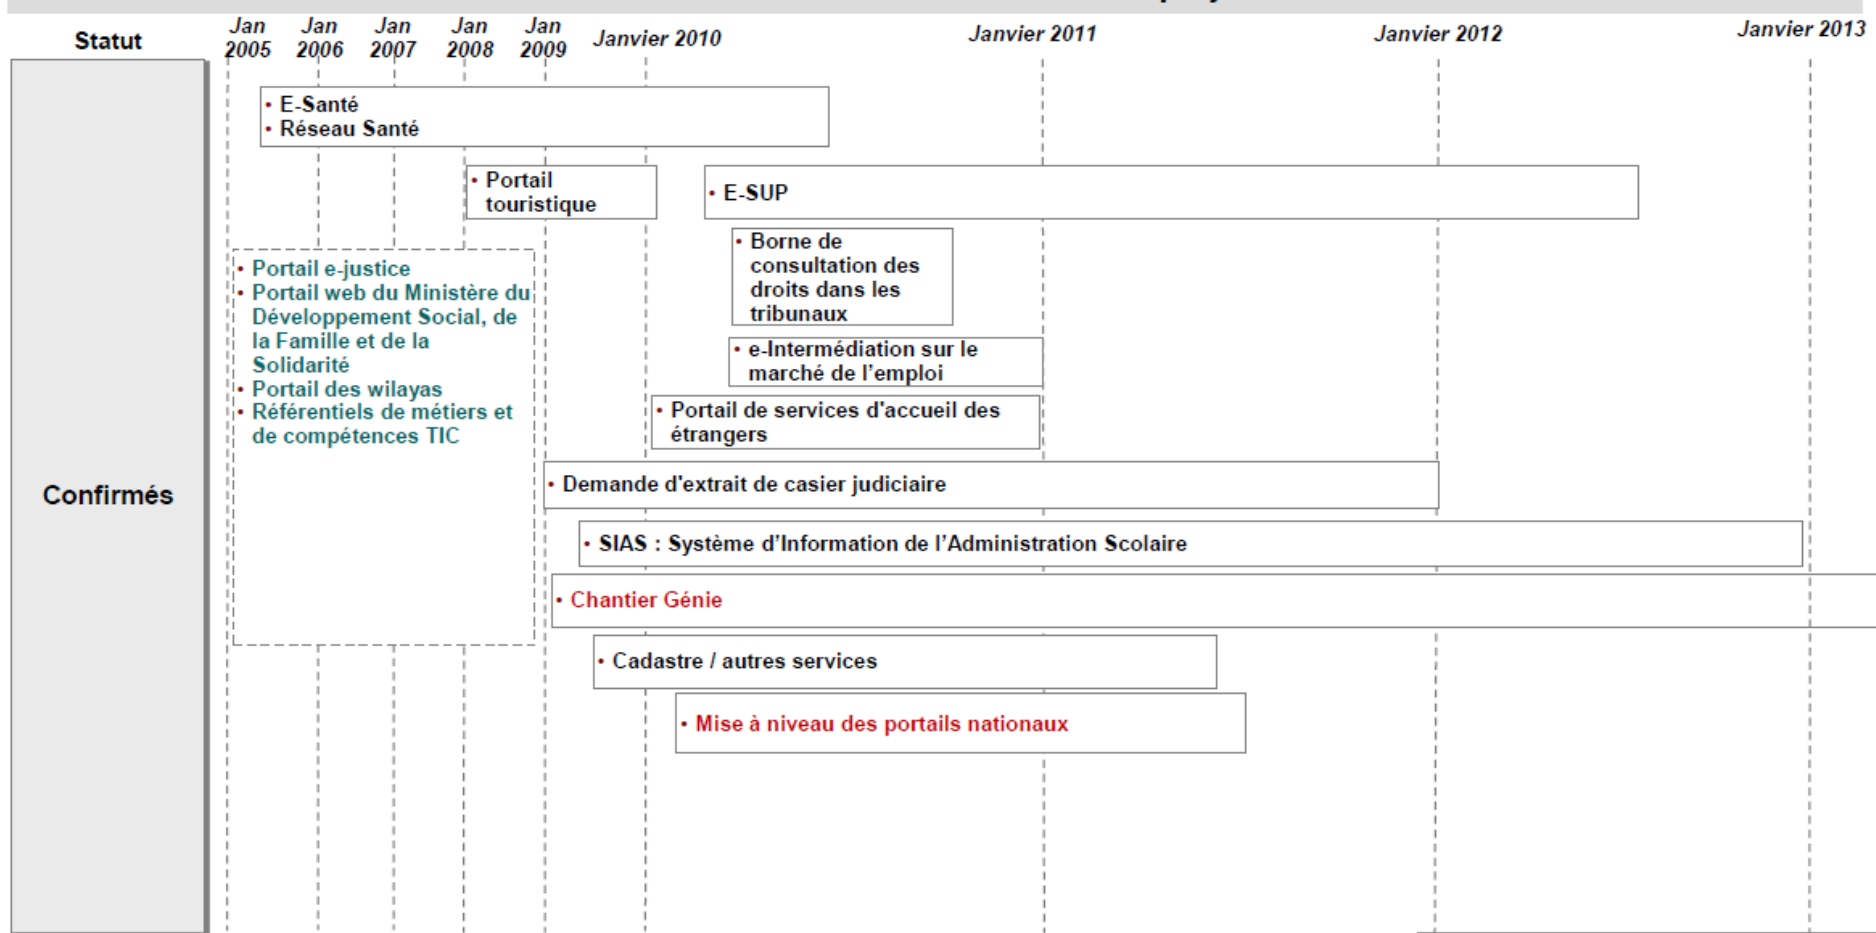 Statut
Jan
2005
Jan
2006
Jan
2007
Jan
2008
Jan
2009
Janvier 2010
Janvier 2011
Janvier 2012
Janvier 2013
Confirmés
• E-Santé
• Réseau Santé
• Portail
touristique
• E-SUP
• Borne de
consultation des
droits dans les
tribunaux
• Portail e-justice
• Portail web du Ministère du
Développement Social, de
la Famille et de la
Solidarité
• Portail des wilayas
• Référentiels de métiers et
de compétences TIC
• e-Intermédiation sur le
marché de l'emploi
• Portail de services d'accueil des
étrangers
• Demande d'extrait de casier judiciaire
• SIAS : Système d'Information de l'Administration Scolaire
• Chantier Génie
• Cadastre / autres services
• Mise à niveau des portails nationaux